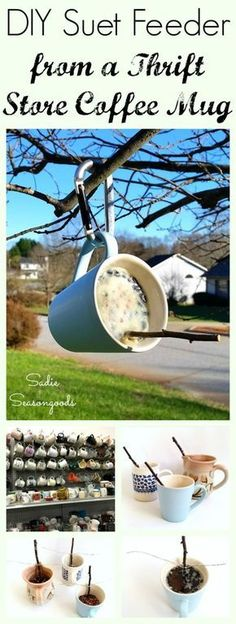 DIY Suet Feeder
from a Thrift
Store Coffee Mug
Sadie
Seasongoods